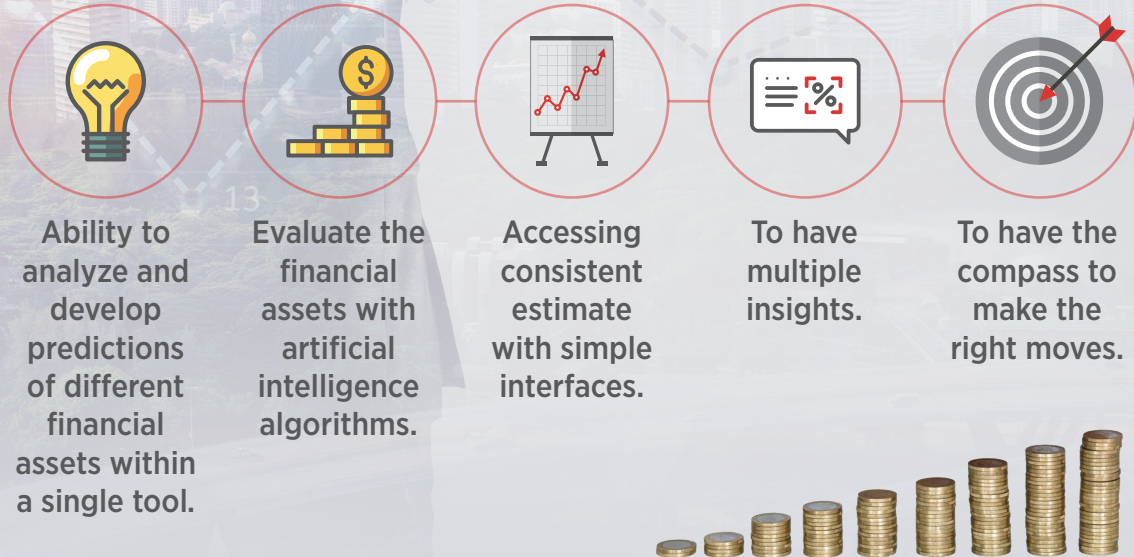 13
Ability to
analyze and
develop
predictions
of different
financial
assets within
a single tool.
Evaluate the
financial
assets with
artificial
intelligence
algorithms.
Accessing
consistent
estimate
with simple
interfaces.
To have
multiple
insights.
To have the
compass to
make the
right moves.